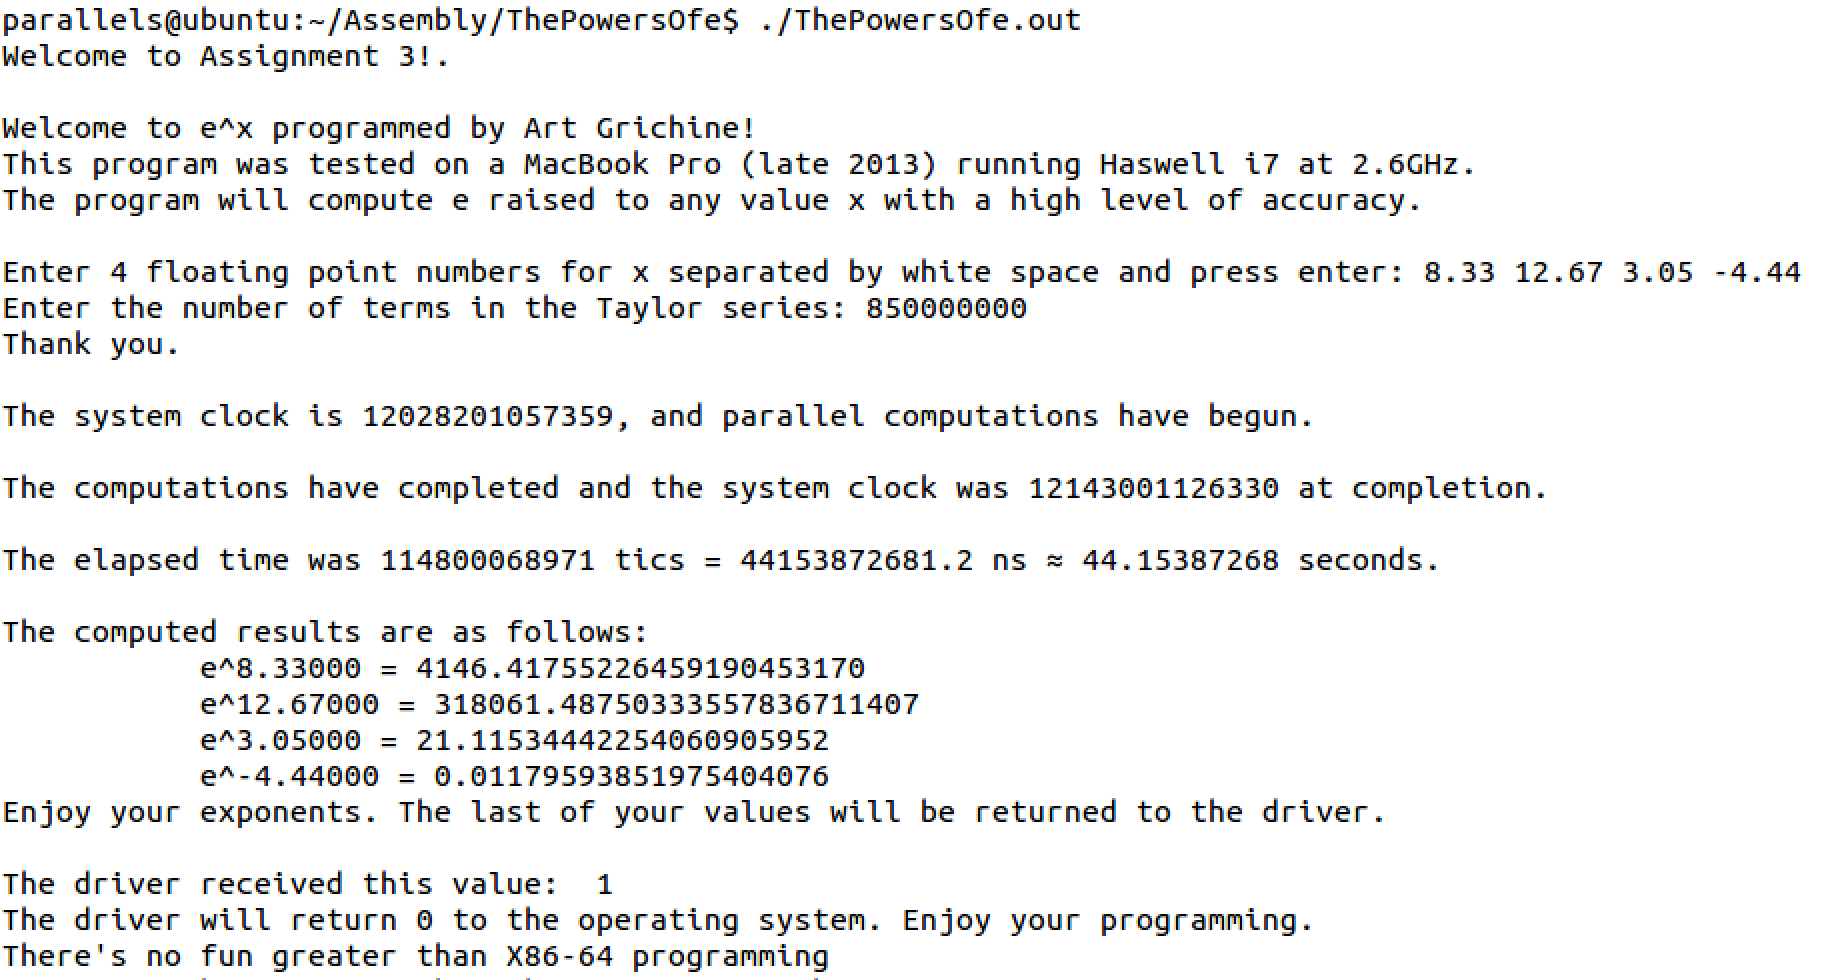 parallels@ubuntu:~/Assembly/ThePowersOfe$ ./ThePowersOfe.out
Welcome to Assignment 3!.
Welcome to e^x programmed by Art Grichine!
This program was tested on a MacBook Pro (late 2013) running Haswell i7 at 2.6GHz.
The program will compute e raised to any value x with a high level of accuracy.
Enter 4 floating point numbers for x separated by white space and press enter: 8.33 12.67 3.05 -4.44
Enter the number of terms in the Taylor series: 850000000
Thank you.
The system clock is 12028201057359, and parallel computations have begun.
The computations have completed and the system clock was 12143001126330 at completion.
The elapsed time was 114800068971 tics = 44153872681.2 ns ≈ 44.15387268 seconds.
The computed results are as follows:
e^8.33000 = 4146.41755226459190453170
e^12.67000 = 318061.48750333557836711407
e^3.05000 = 21.11534442254060905952
e^-4.44000 = 0.01179593851975404076
Enjoy your exponents. The last of your values will be returned to the driver.
The driver received this value:  1
The driver will return 0 to the operating system. Enjoy your programming.
There's no fun greater than X86-64 programming